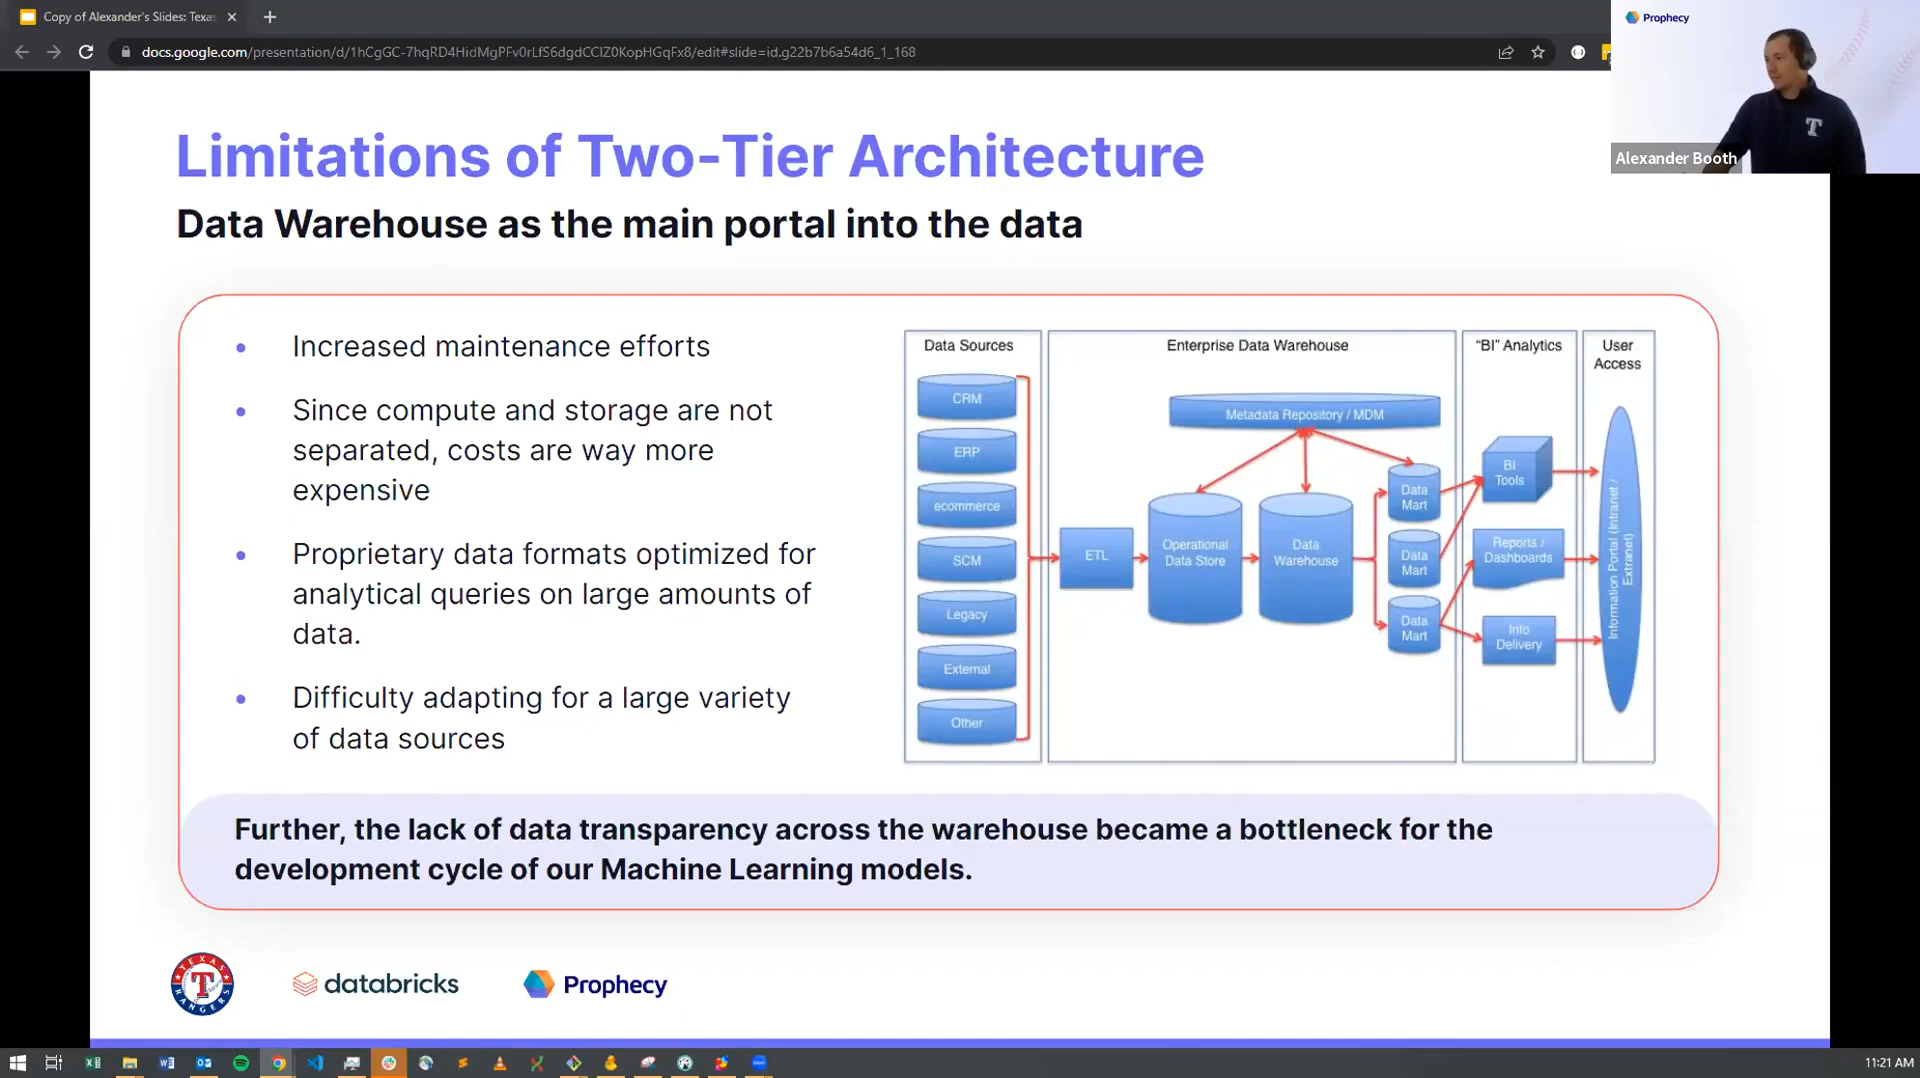 Copy of Alexander's Slides: Texas
docs.google.com/presentation/d/1hCgGC-7hqRD4HidMgPFv0rLfS6dgdCClZ0KopHGqFx8/edit#slide=id.g22b7b6a54d6_1_168
Prophecy
Alexander Booth
Limitations of Two-Tier Architecture
Data Warehouse as the main portal into the data
Increased maintenance efforts
Since compute and storage are not
separated, costs are way more
expensive
Proprietary data formats optimized for
analytical queries on large amounts of
data.
Difficulty adapting for a large variety
of data sources
Data Sources
CRM
ERP
ecommerce
SCM
Legacy
External
Other
Enterprise Data Warehouse
Metadata Repository / MDM
ETL
Operational
Data Store
Data
Warehouse
Data
Mart
Data
Mart
Data
Mart
“BI” Analytics
BI
Tools
Reports /
Dashboards
Info
Delivery
User
Access
Information Portal (Intranet /
Extranet)
Further, the lack of data transparency across the warehouse became a bottleneck for the
development cycle of our Machine Learning models.
TEXAS
T
RANGERS
databricks
Prophecy
11:21 AM